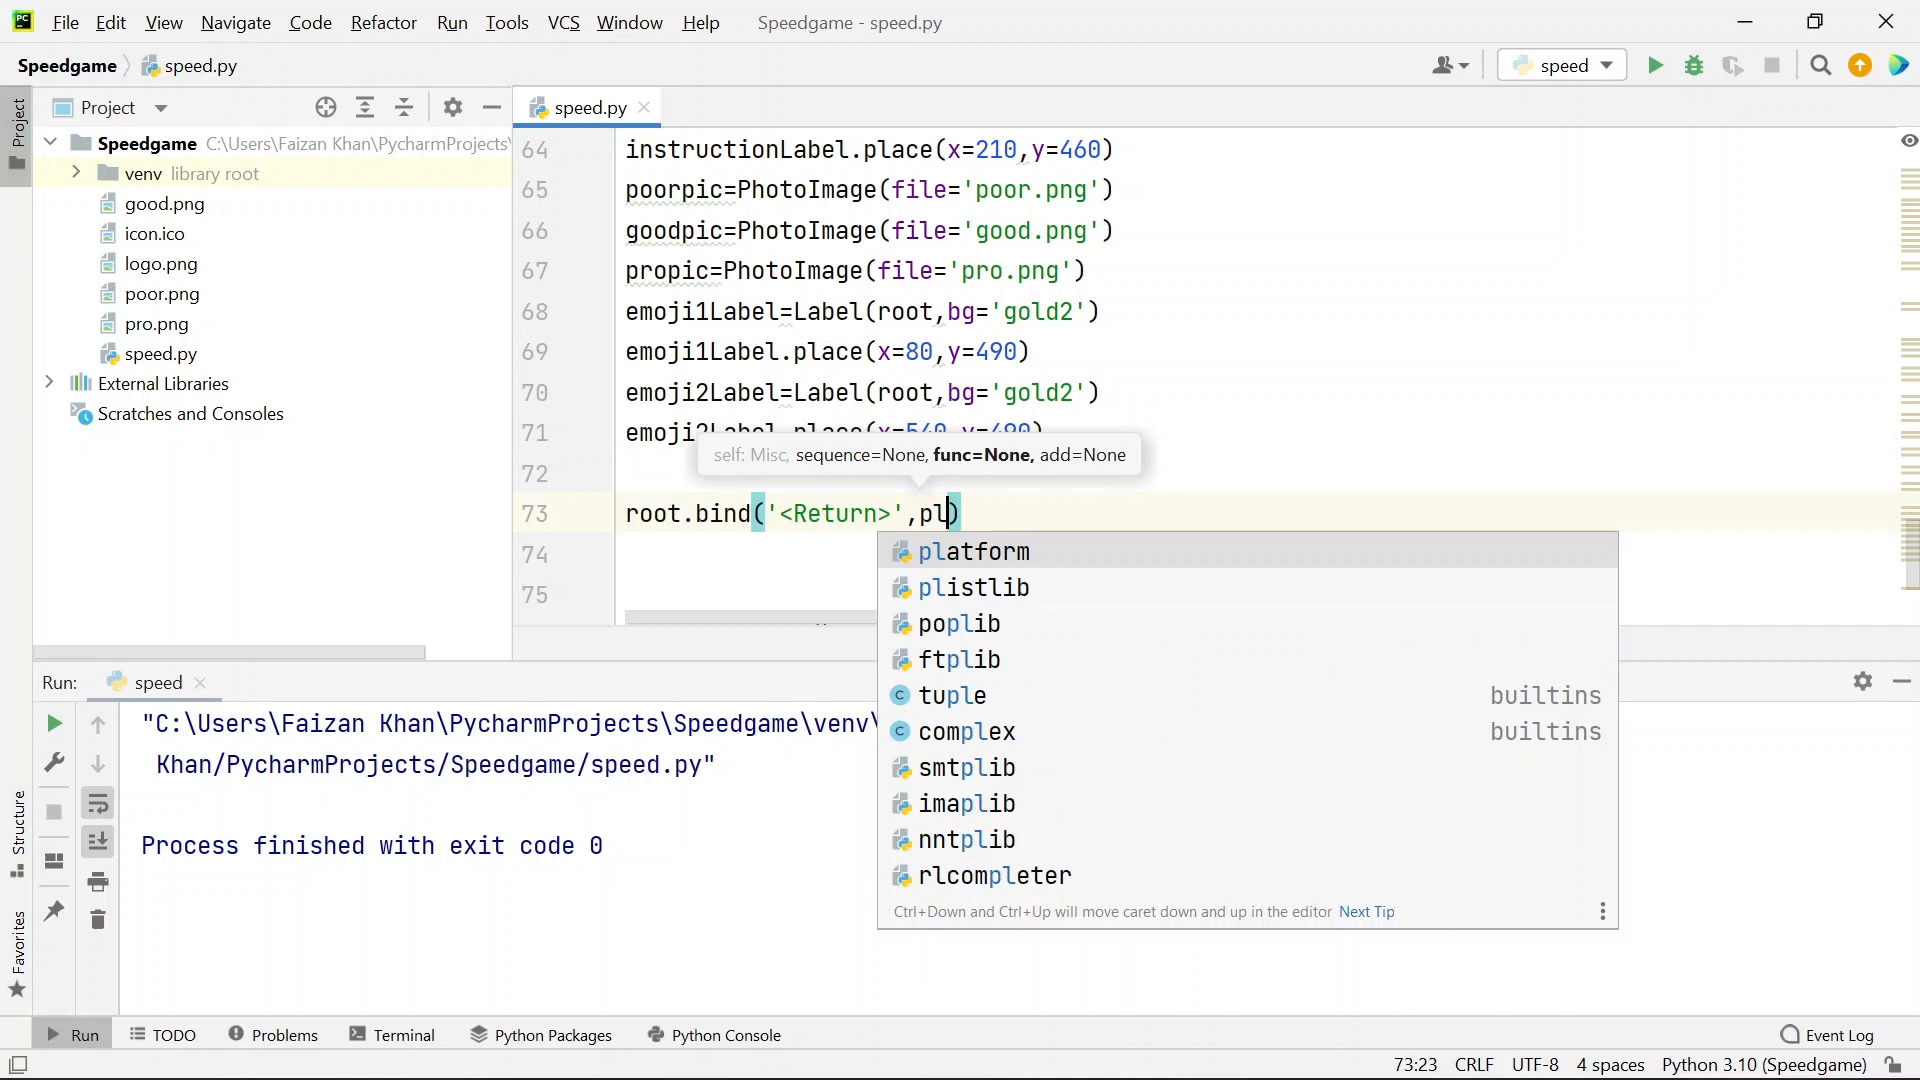 PC File Edit View Navigate Code Refactor Run Tools VCS Window Help Speedgame - speed.py
Speedgame speed.py speed
Project
Project speed.py
Speedgame C:\Users\Faizan Khan\PycharmProjects\
venv library root
good.png
icon.ico
logo.png
poor.png
pro.png
speed.py
External Libraries
Scratches and Consoles
64 instructionLabel.place(x=210,y=460)
65 poorpic=PhotoImage(file='poor.png')
66 goodpic=PhotoImage(file='good.png')
67 propic=PhotoImage(file='pro.png')
68 emoji1Label=Label(root,bg='gold2')
69 emoji1Label.place(x=80,y=490)
70 emoji2Label=Label(root,bg='gold2')
71 emoji2Label.place(x=540,y=490)
self: Misc, sequence=None, func=None, add=None
72
73 root.bind('<Return>',pl)
74
75
platform
plistlib
poplib
ftplib
tuple builtins
complex builtins
smtplib
imaplib
nntplib
rlcompleter
Ctrl+Down and Ctrl+Up will move caret down and up in the editor Next Tip
Run: speed
"C:\Users\Faizan Khan\PycharmProjects\Speedgame\venv\
Khan/PycharmProjects/Speedgame/speed.py"
Process finished with exit code 0
Structure
Favorites
Run TODO Problems Terminal Python Packages Python Console Event Log
73:23 CRLF UTF-8 4 spaces Python 3.10 (Speedgame)